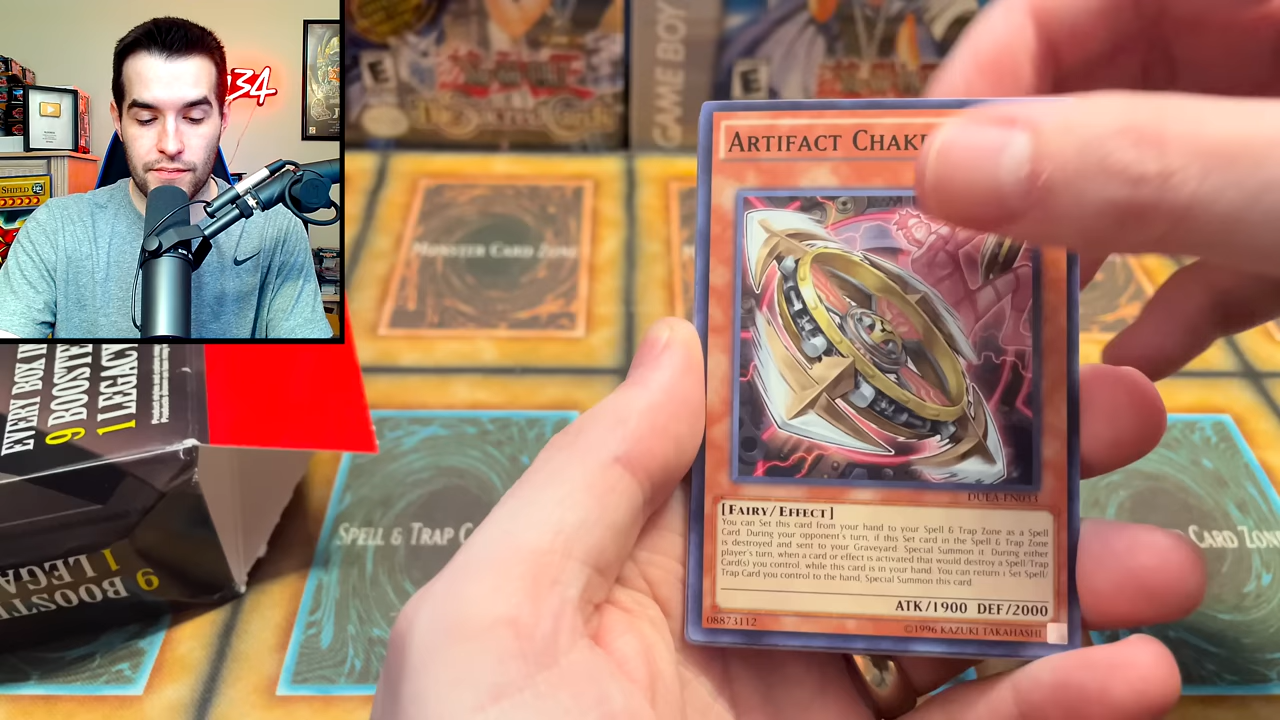 34
SHIELD
E
GAME BOY
E
MONSTER CARD ZONE
ARTIFACT CHAK
DUEA-EN033
[FAIRY/EFFECT]
You can Set this card from your hand to your Spell & Trap Zone as a Spell
Card. During your opponent's turn, if this Set card in the Spell & Trap Zone
is destroyed and sent to your Graveyard: Special Summon it. During either
player's turn, when a card or effect is activated that would destroy a Spell/Trap
Card(s) you control, while this card is in your hand: You can return 1 Set Spell/
Trap Card you control to the hand; Special Summon this card.
ATK/1900 DEF/2000
08873112
©1996 KAZUKI TAKAHASHI
EVERY BOX
9 BOOSTE
1 LEGACY
9 BOOST
1 LEGA
SPELL & TRAP C
CARD ZONE